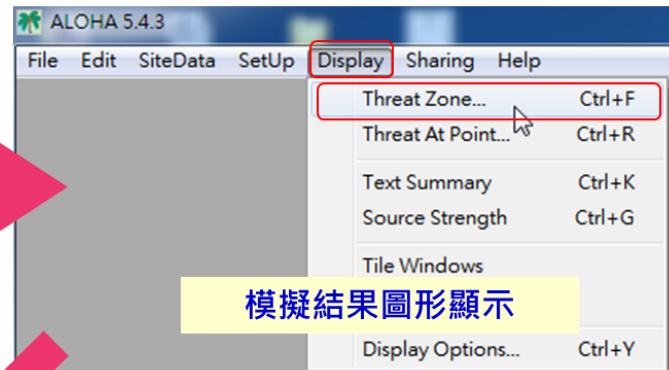 ALOHA 5.4.3
File Edit SiteData SetUp Display Sharing Help
Threat Zone... Ctrl+F
Threat At Point... Ctrl+R
Text Summary Ctrl+K
Source Strength Ctrl+G
Tile Windows
模擬結果圖形顯示
Display Options... Ctrl+Y